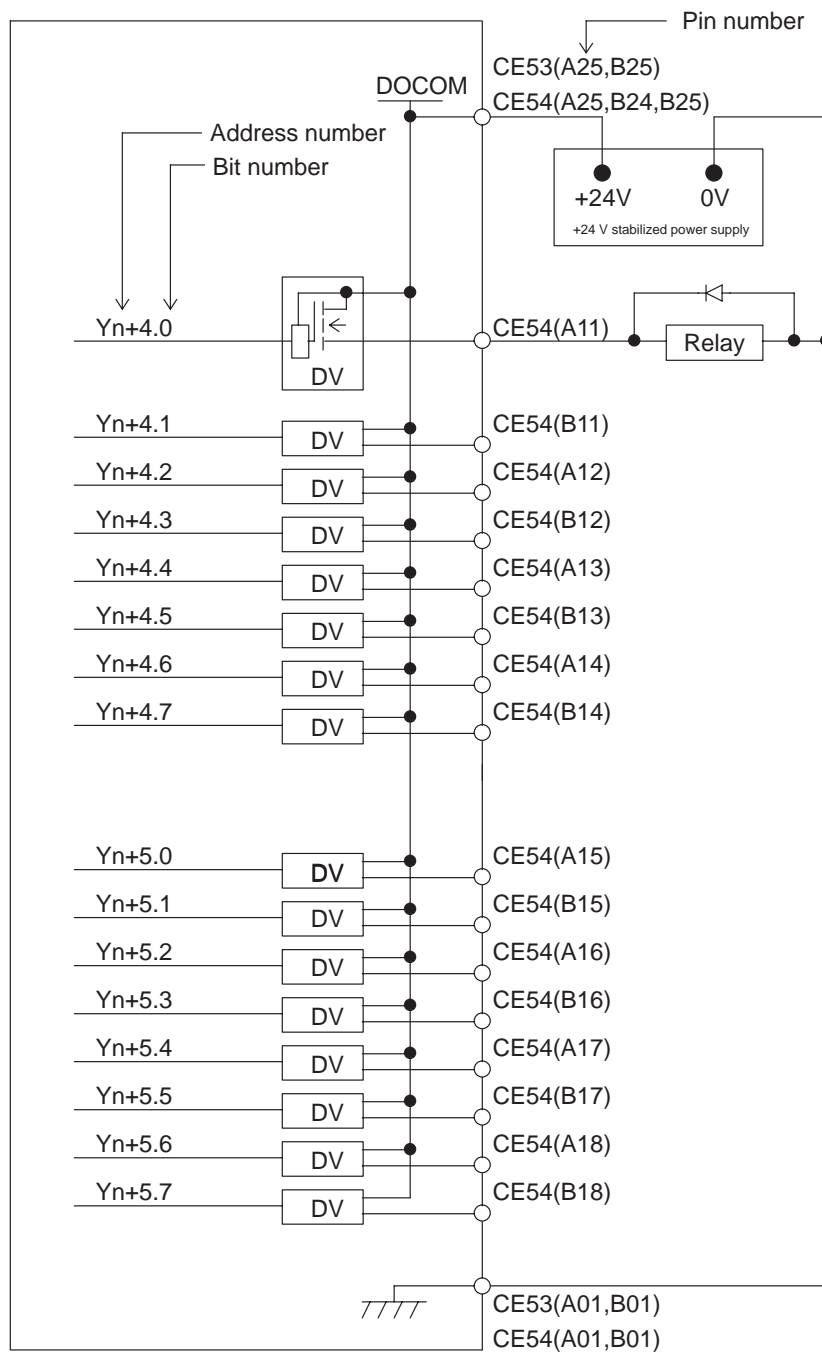 Pin number
CE53(A25,B25)
DOCOM
CE54(A25,B24,B25)
Address number
Bit number
+24V 0V
+24 V stabilized power supply
Yn+4.0 DV CE54(A11) Relay
Yn+4.1 DV CE54(B11)
Yn+4.2 DV CE54(A12)
Yn+4.3 DV CE54(B12)
Yn+4.4 DV CE54(A13)
Yn+4.5 DV CE54(B13)
Yn+4.6 DV CE54(A14)
Yn+4.7 DV CE54(B14)
Yn+5.0 DV CE54(A15)
Yn+5.1 DV CE54(B15)
Yn+5.2 DV CE54(A16)
Yn+5.3 DV CE54(B16)
Yn+5.4 DV CE54(A17)
Yn+5.5 DV CE54(B17)
Yn+5.6 DV CE54(A18)
Yn+5.7 DV CE54(B18)
CE53(A01,B01)
CE54(A01,B01)